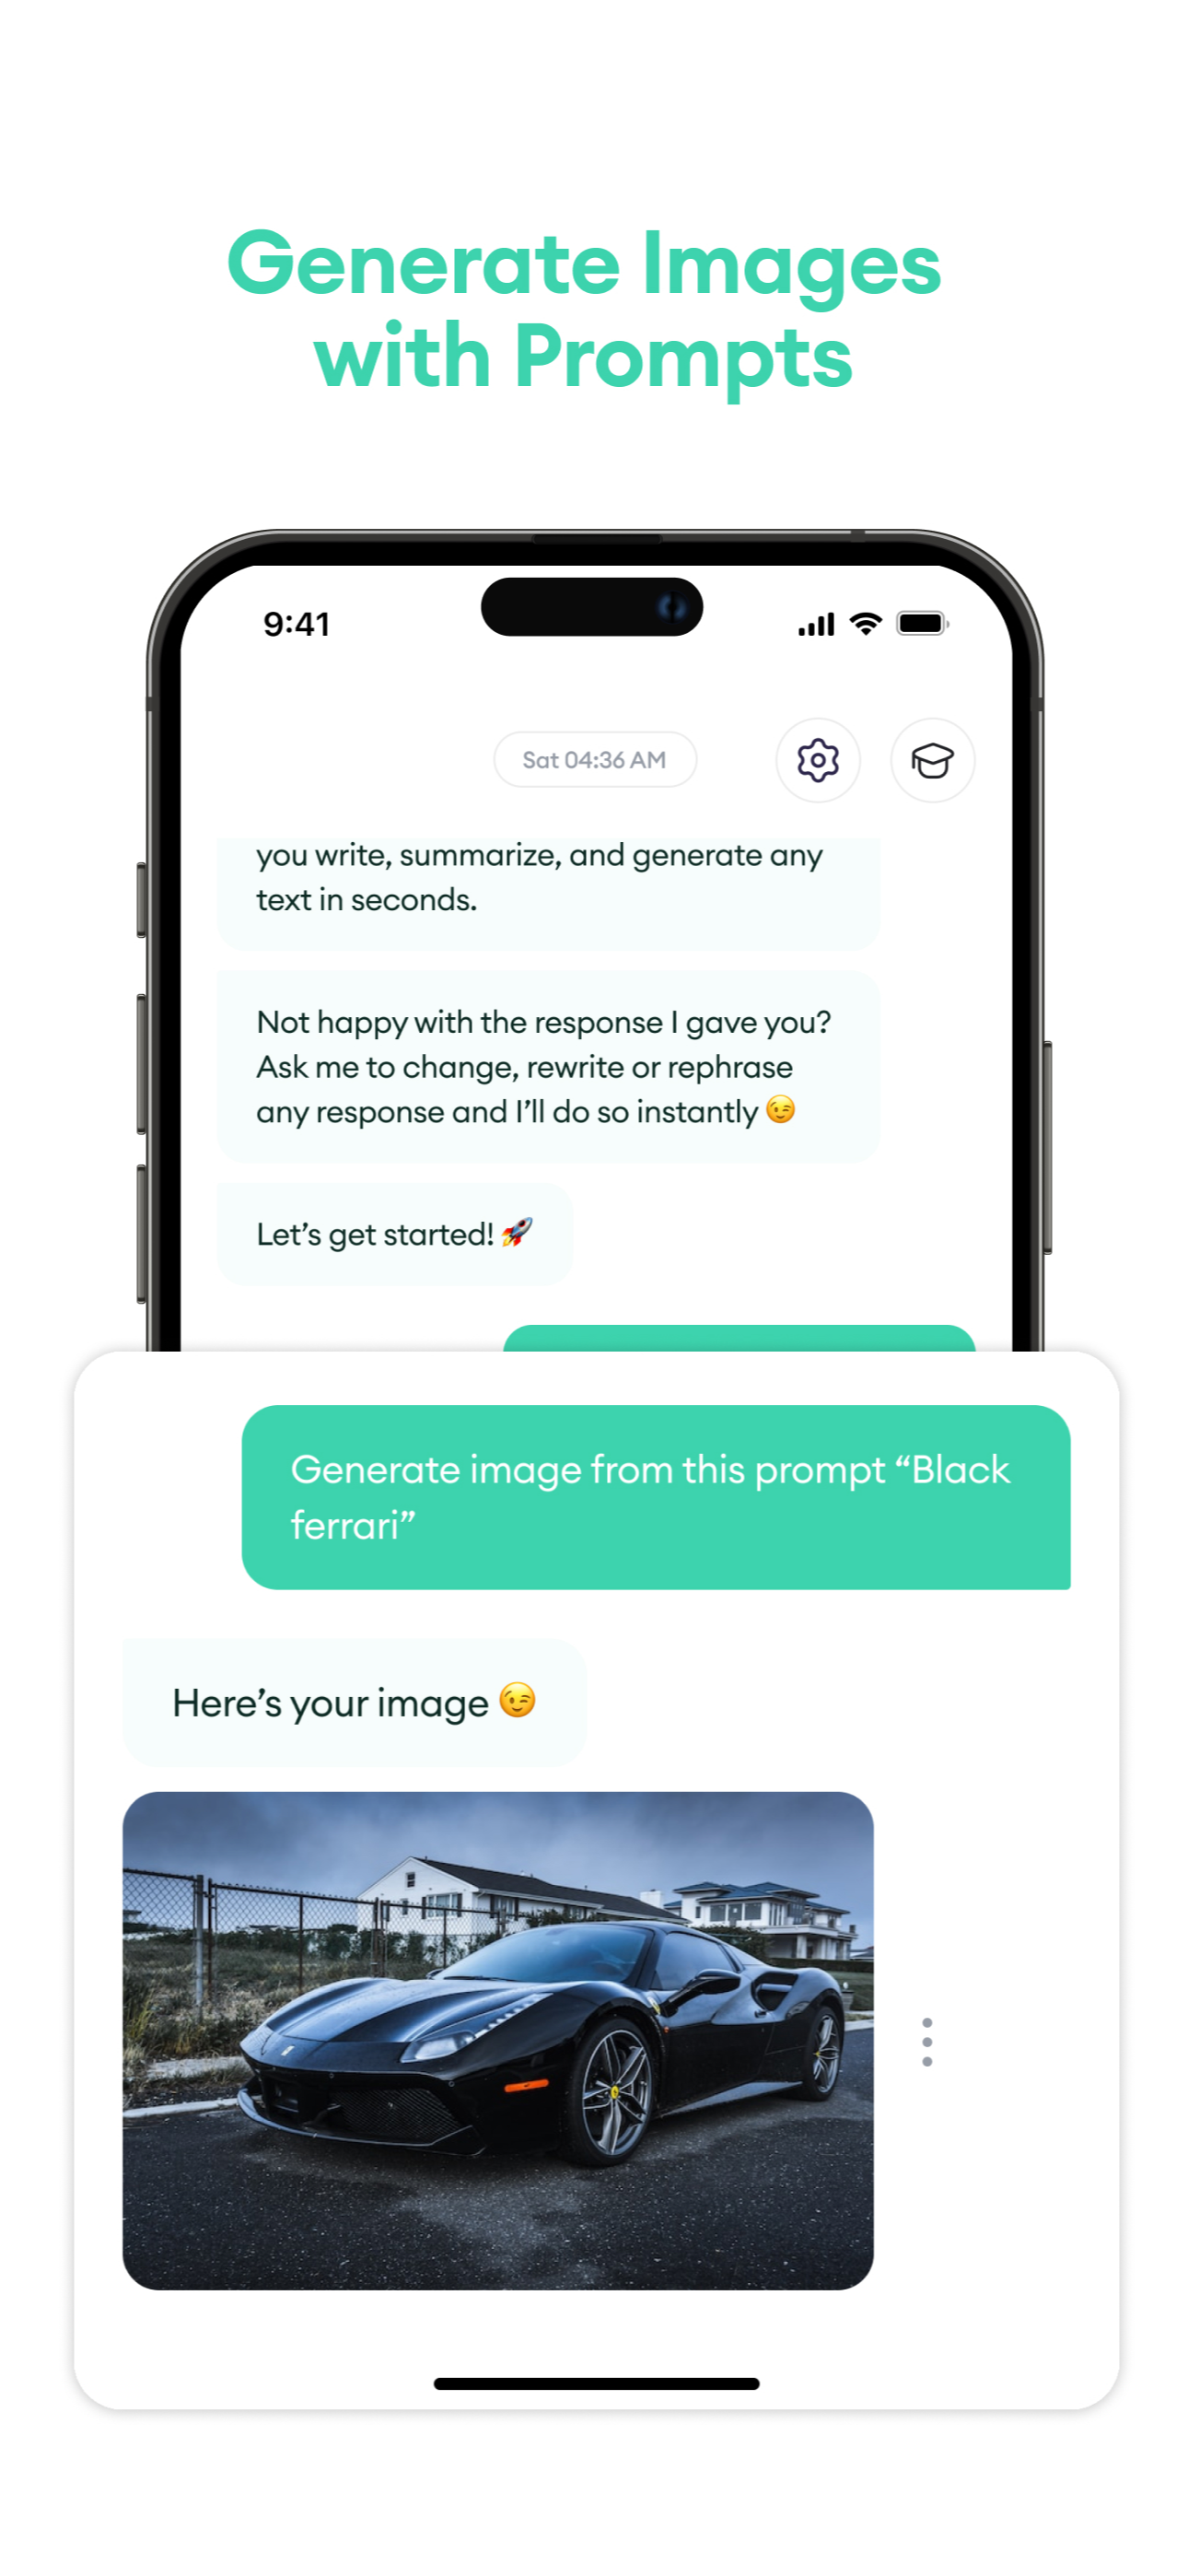 Generate Images
with Prompts
9:41
Sat 04:36 AM
you write, summarize, and generate any
text in seconds.
Not happy with the response I gave you?
Ask me to change, rewrite or rephrase
any response and I’ll do so instantly 😉
Let’s get started! 🚀
Generate image from this prompt “Black
ferrari”
Here’s your image 😉